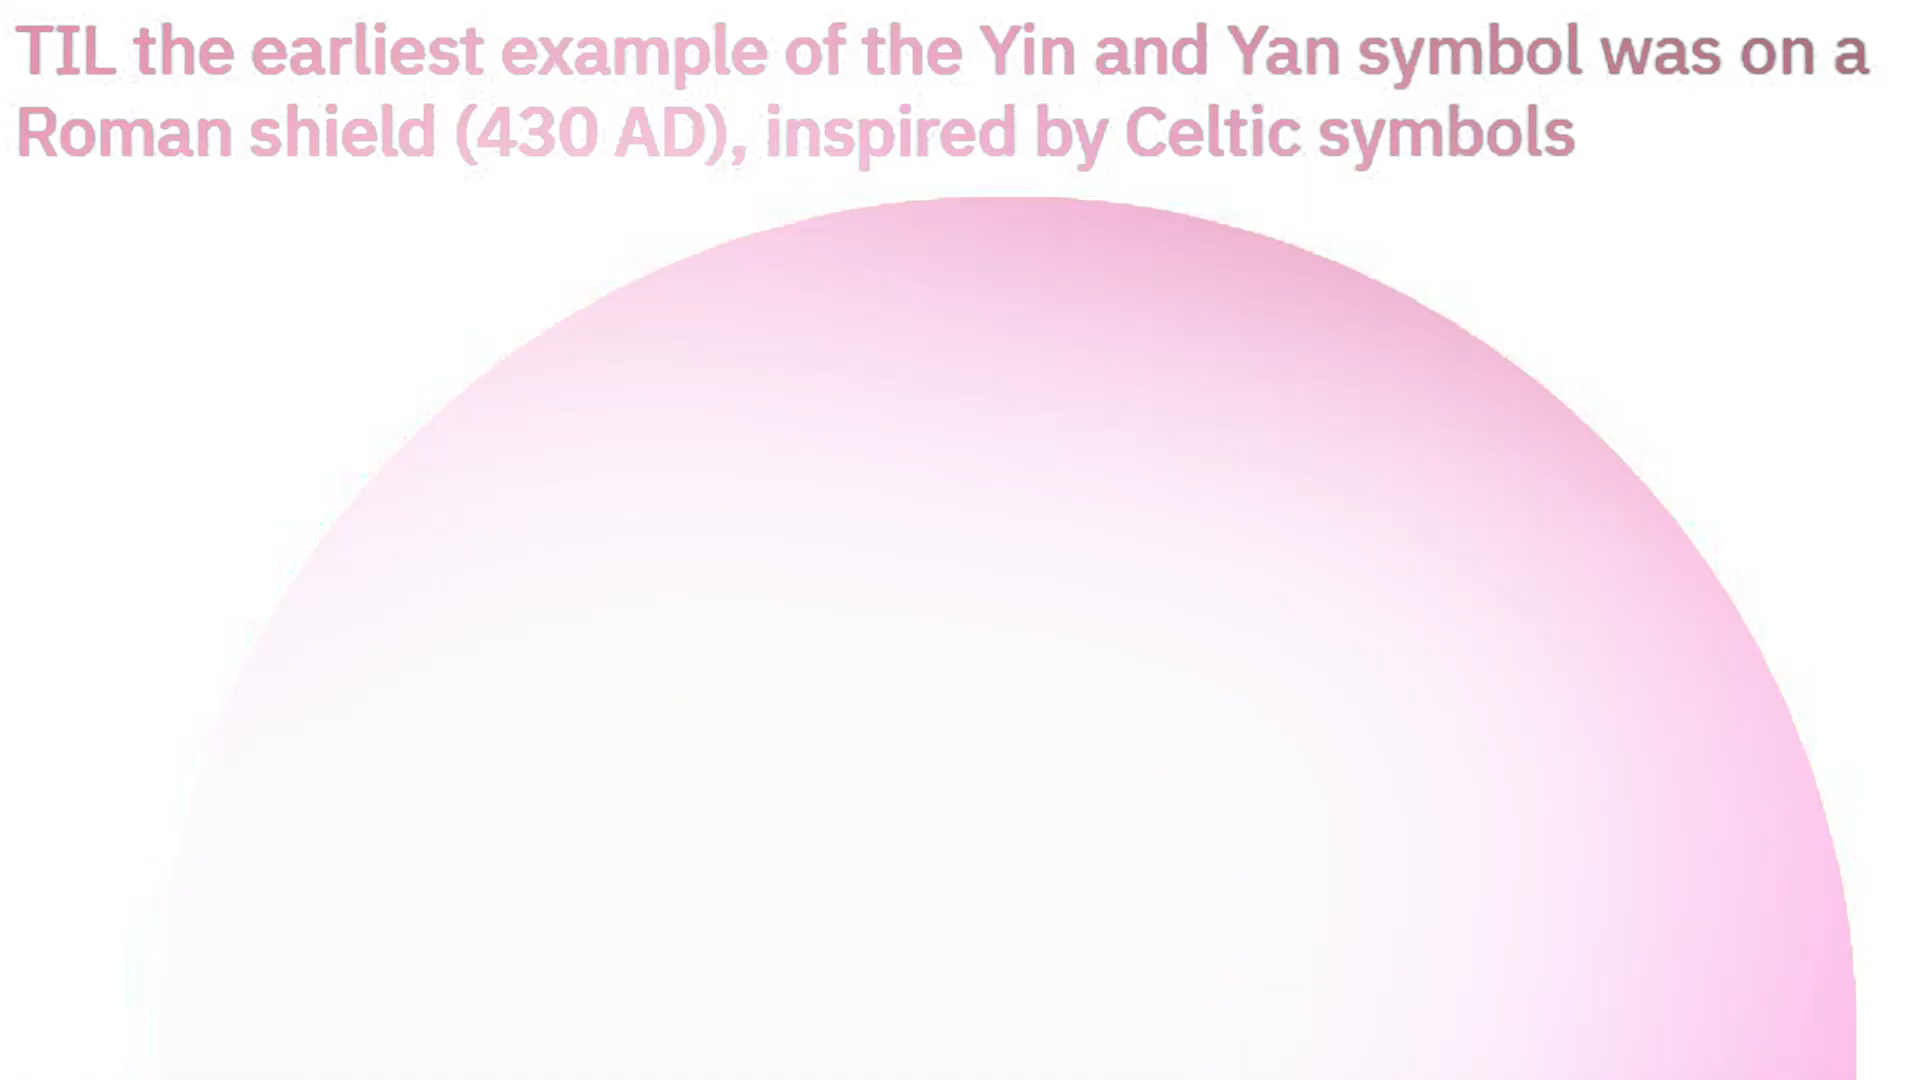 TIL the earliest example of the Yin and Yan symbol was on a
Roman shield (430 AD), inspired by Celtic symbols